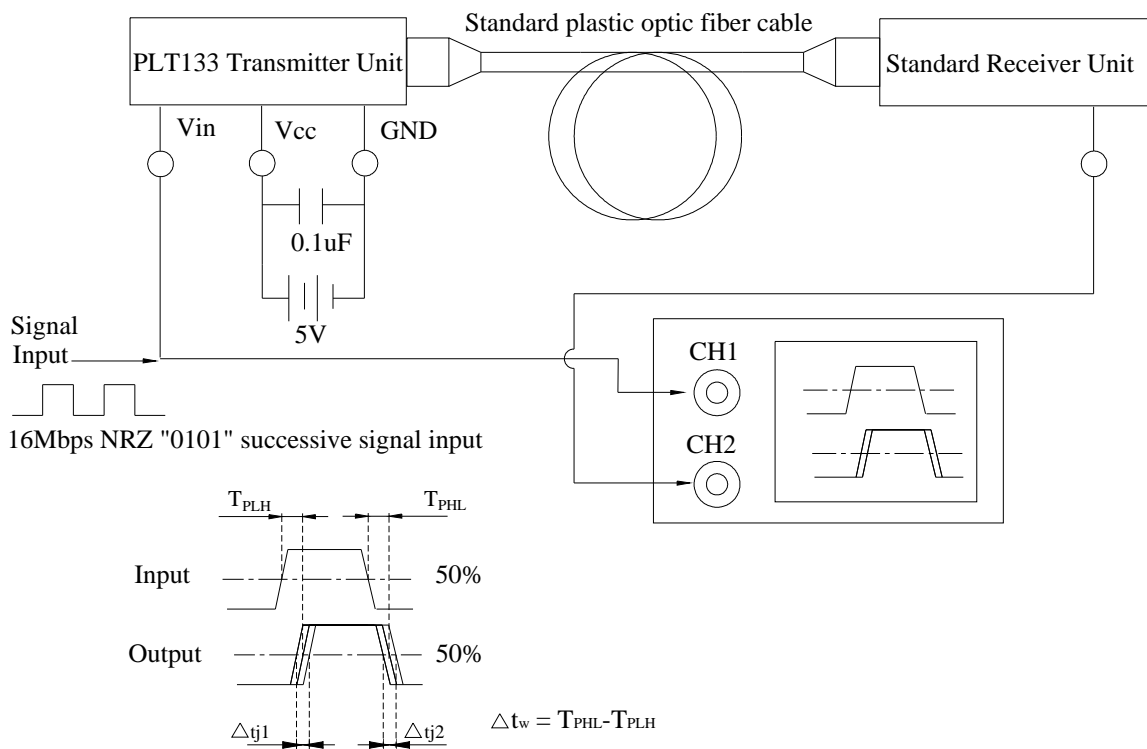 Standard plastic optic fiber cable
PLT133 Transmitter Unit
Standard Receiver Unit
Vin
Vcc
GND
0.1uF
5V
Signal
Input
16Mbps NRZ "0101" successive signal input
CH1
CH2
TPLH
TPHL
Input
50%
Output
50%
△tj1
△tj2
△tw = TPHL-TPLH